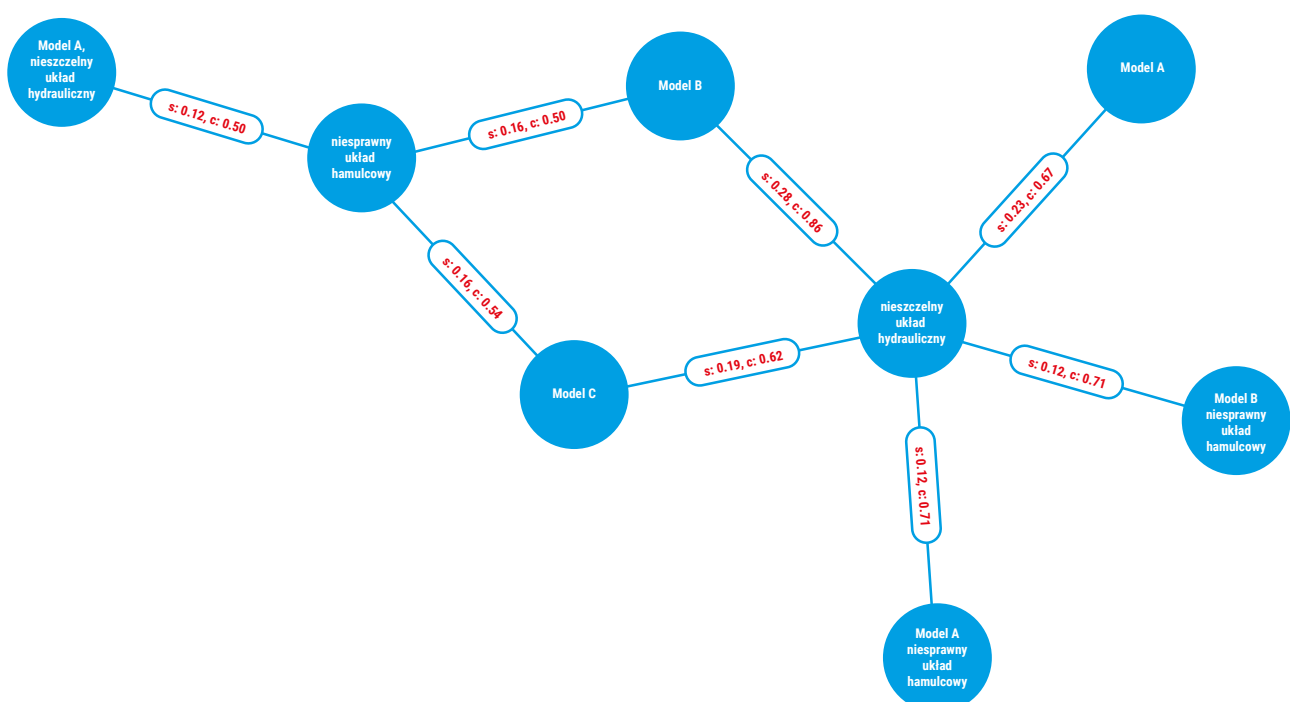 Model A,
nieszczelny
układ
hydrauliczny
s: 0.12, c: 0.50
niesprawny
układ
hamulcowy
s: 0.16, c: 0.50
Model B
s: 0.28, c: 0.86
Model A
s: 0.23, c: 0.67
s: 0.16, c: 0.54
nieszczelny
układ
hydrauliczny
Model C
s: 0.19, c: 0.62
s: 0.12, c: 0.71
Model B
niesprawny
układ
hamulcowy
s: 0.12, c: 0.71
Model A
niesprawny
układ
hamulcowy